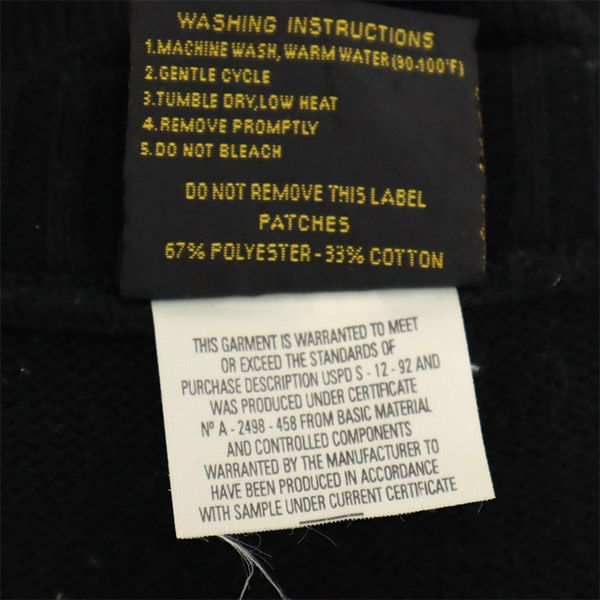 WASHING INSTRUCTIONS
1.MACHINE WASH, WARM WATER (90-100°F)
2.GENTLE CYCLE
3.TUMBLE DRY,LOW HEAT
4.REMOVE PROMPTLY
5.DO NOT BLEACH
DO NOT REMOVE THIS LABEL
PATCHES
67% POLYESTER - 33% COTTON
THIS GARMENT IS WARRANTED TO MEET
OR EXCEED THE STANDARDS OF
PURCHASE DESCRIPTION USPD S - 12 - 92 AND
WAS PRODUCED UNDER CERTIFICATE
Nº A - 2498 - 458 FROM BASIC MATERIAL
AND CONTROLLED COMPONENTS
WARRANTED BY THE MANUFACTURER TO
HAVE BEEN PRODUCED IN ACCORDANCE
WITH SAMPLE UNDER CURRENT CERTIFICATE